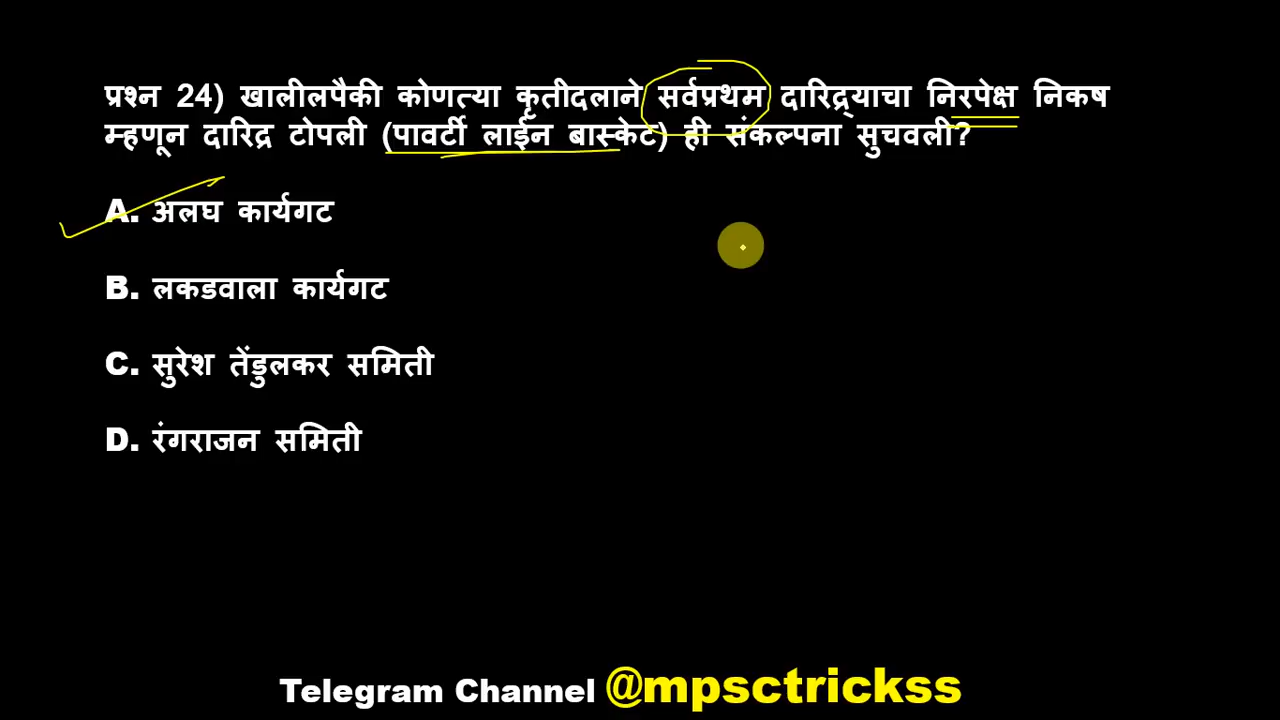 प्रश्न 24) खालीलपैकी कोणत्या कृतीदलाने सर्वप्रथम दारिद्र्याचा निरपेक्ष निकष
म्हणून दारिद्र टोपली (पावर्टी लाईन बास्केट) ही संकल्पना सुचवली?
A. अलघ कार्यगट
B. लकडवाला कार्यगट
C. सुरेश तेंडुलकर समिती
D. रंगराजन समिती
Telegram Channel @mpsctrickss